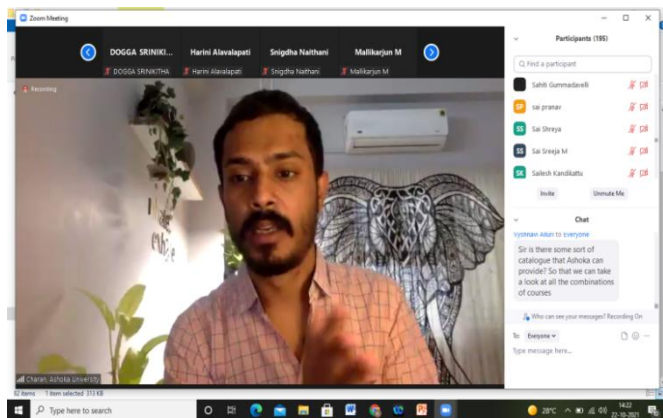 Zoom Meeting
DOGGA SRINIKI...
Harini Alavalapati
Snigdha Naithani
Mallikarjun M
DOGGA SRINIKITHA
Harini Alavalapati
Snigdha Naithani
Mallikarjun M
Recording
Charan, Ashoka University
Participants (195)
Find a participant
Sahiti Gummadavelli
SP sai pranav
SS Sai Shreya
SS Sai Sreeja M
SK Sailesh Kandikattu
Invite
Unmute Me
Chat
to Everyone
Sir is there some sort of
catalogue that Ashoka can
provide? So that we can take
a look at all the combinations
of courses
Who can see your messages? Recording On
To: Everyone
Type message here...
1 item selected 313 KB
Type here to search
28°C
14:22
22-10-2021